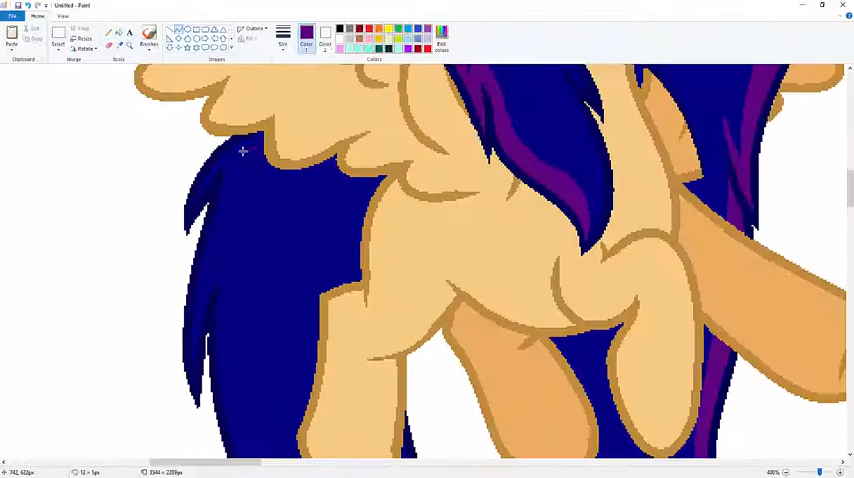 Untitled - Paint
File Home View
Paste
Cut
Copy
Clipboard
Select
Crop
Resize
Rotate
Image
Tools
Brushes
Outline
Fill
Shapes
Size
Color 1
Color 2
Edit colors
Colors
742, 622px
12 × 5px
3544 × 2209px
400%